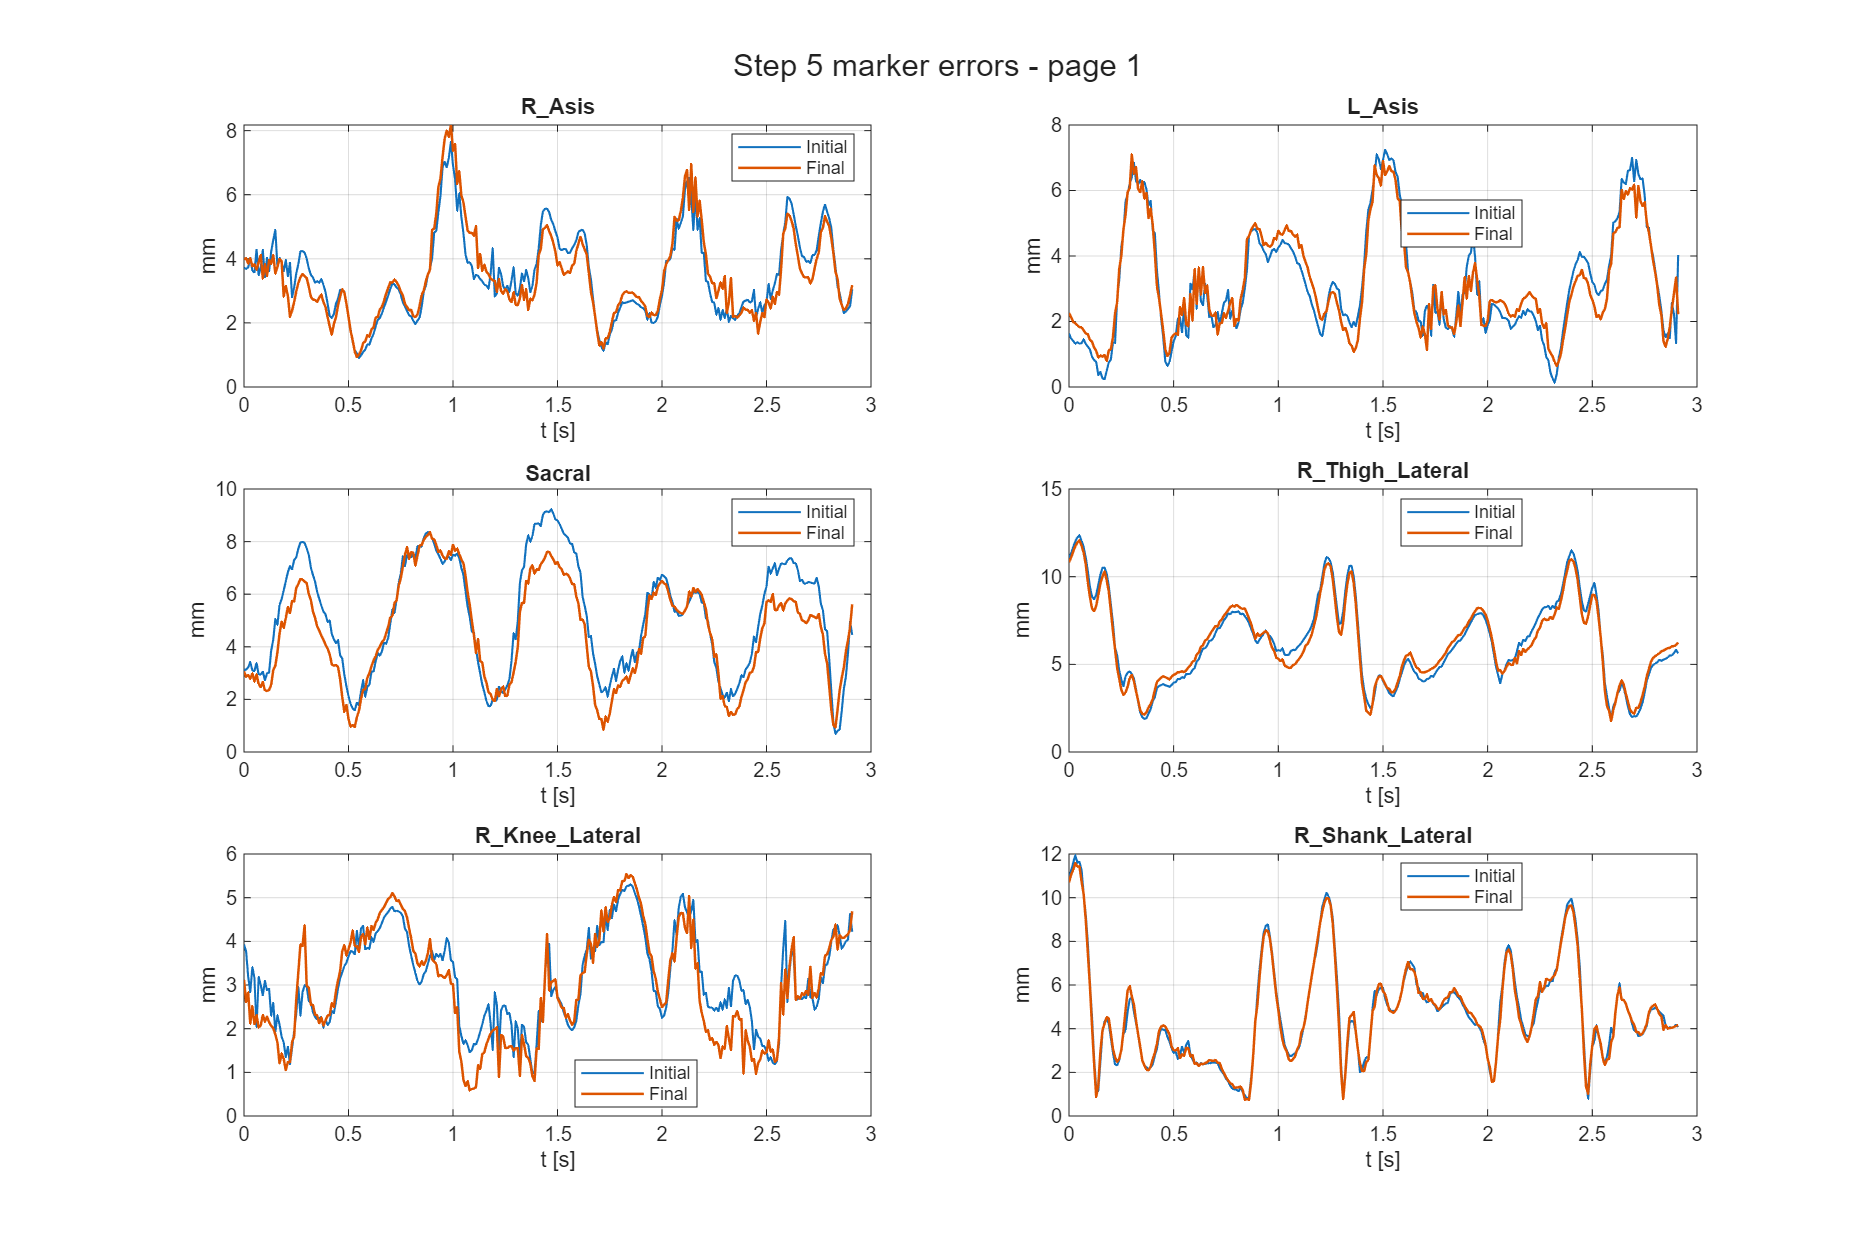 Step 5 marker errors - page 1
R_Asis
8
6
4
2
0
mm
0 0.5 1 1.5 2 2.5 3
t [s]
Initial
Final
L_Asis
8
6
4
2
0
mm
0 0.5 1 1.5 2 2.5 3
t [s]
Initial
Final
Sacral
10
8
6
4
2
0
mm
0 0.5 1 1.5 2 2.5 3
t [s]
Initial
Final
R_Thigh_Lateral
15
10
5
0
mm
0 0.5 1 1.5 2 2.5 3
t [s]
Initial
Final
R_Knee_Lateral
6
5
4
3
2
1
0
mm
0 0.5 1 1.5 2 2.5 3
t [s]
Initial
Final
R_Shank_Lateral
12
10
8
6
4
2
0
mm
0 0.5 1 1.5 2 2.5 3
t [s]
Initial
Final